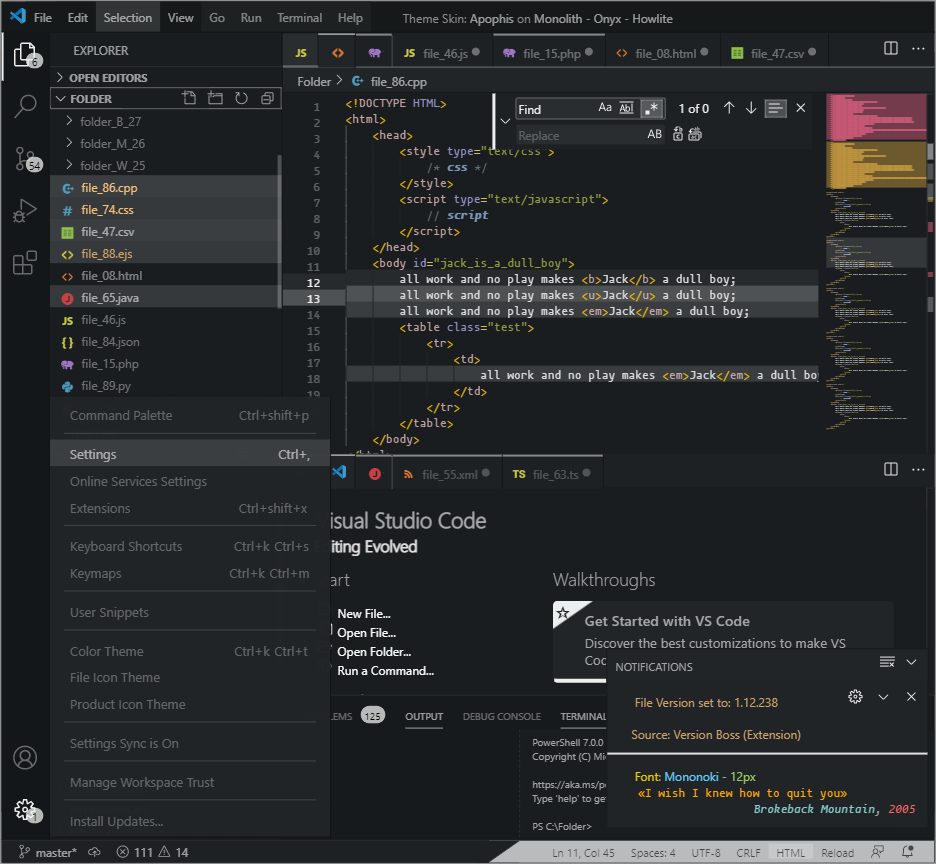 File Edit Selection View Go Run Terminal Help Theme Skin: Apophis on Monolith - Onyx - Howlite
EXPLORER
6
OPEN EDITORS
FOLDER
folder_B_27
folder_M_26
folder_W_25
54
file_86.cpp
file_74.css
file_47.csv
file_88.ejs
file_08.html
file_65.java
JS file_46.js
{} file_84.json
file_15.php
file_89.py
JS JS file_46.js file_15.php file_08.html file_47.csv
Folder > file_86.cpp
1 <!DOCTYPE HTML>
2 <html>
3 <head>
4 <style type="text/css">
5 /* css */
6 </style>
7 <script type="text/javascript">
8 // script
9 </script>
10 </head>
11 <body id="jack_is_a_dull_boy">
12 all work and no play makes <b>Jack</b> a dull boy;
13 all work and no play makes <u>Jack</u> a dull boy;
14 all work and no play makes <em>Jack</em> a dull boy;
15 <table class="test">
16 <tr>
17 <td>
18 all work and no play makes <em>Jack</em> a dull bo
19 </td>
</tr>
</table>
</body>
Find Aa Abl .* 1 of 0
Replace AB
Command Palette Ctrl+shift+p
Settings Ctrl+,
Online Services Settings
Extensions Ctrl+shift+x
Keyboard Shortcuts Ctrl+k Ctrl+s
Keymaps Ctrl+k Ctrl+m
User Snippets
Color Theme Ctrl+k Ctrl+t
File Icon Theme
Product Icon Theme
Settings Sync is On
Manage Workspace Trust
Install Updates...
1
J file_55.xml TS file_63.ts
isual Studio Code
iting Evolved
art
New File...
Open File...
Open Folder...
Run a Command...
Walkthroughs
Get Started with VS Code
Discover the best customizations to make VS
Coc
LEMS 125 OUTPUT DEBUG CONSOLE TERMINAL
PowerShell 7.0.0
Copyright (C) Mi
https://aka.ms/p
Type 'help' to ge
PS C:\Folder>
NOTIFICATIONS
File Version set to: 1.12.238
Source: Version Boss (Extension)
Font: Mononoki - 12px
«I wish I knew how to quit you»
Brokeback Mountain, 2005
master* 111 14 Ln 11, Col 45 Spaces: 4 UTF-8 CRLF HTML Reload